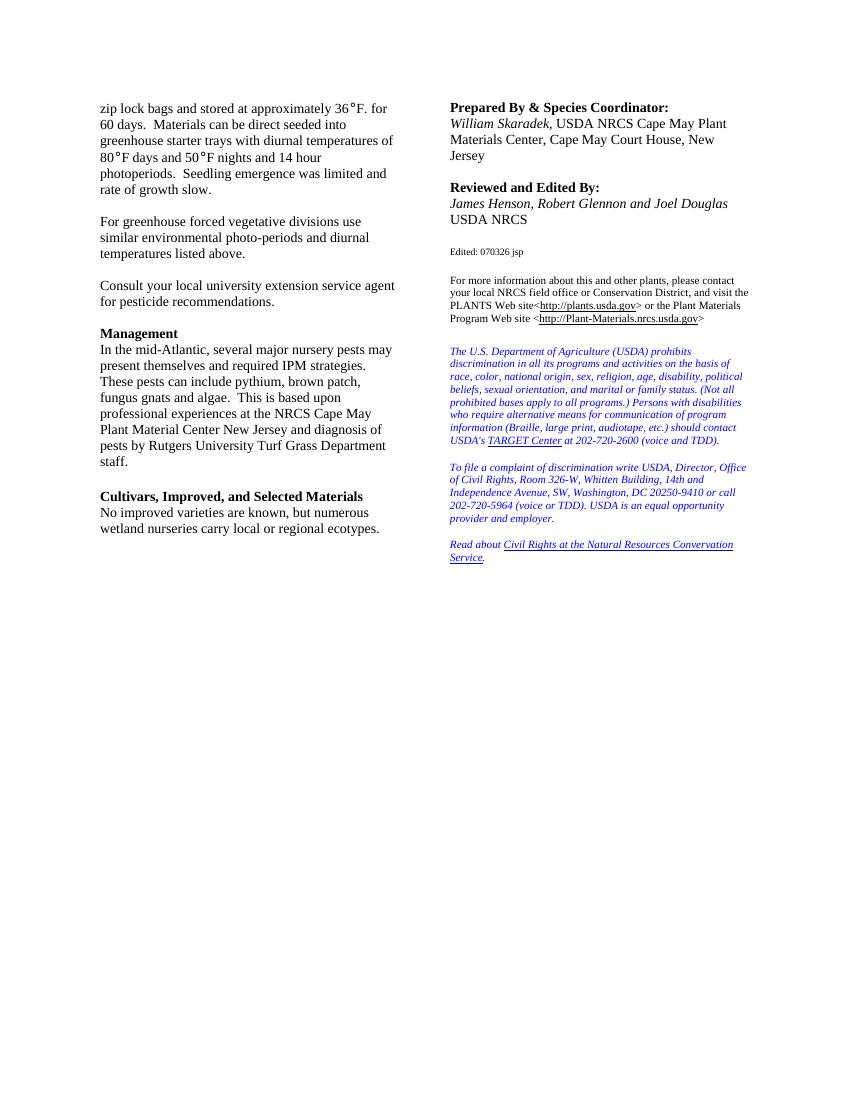 zip lock bags and stored at approximately 36°F. for
60 days.  Materials can be direct seeded into
greenhouse starter trays with diurnal temperatures of
80°F days and 50°F nights and 14 hour
photoperiods.  Seedling emergence was limited and
rate of growth slow.

For greenhouse forced vegetative divisions use
similar environmental photo-periods and diurnal
temperatures listed above.

Consult your local university extension service agent
for pesticide recommendations.

Management
In the mid-Atlantic, several major nursery pests may
present themselves and required IPM strategies.
These pests can include pythium, brown patch,
fungus gnats and algae.  This is based upon
professional experiences at the NRCS Cape May
Plant Material Center New Jersey and diagnosis of
pests by Rutgers University Turf Grass Department
staff.

Cultivars, Improved, and Selected Materials
No improved varieties are known, but numerous
wetland nurseries carry local or regional ecotypes.

Prepared By & Species Coordinator:
William Skaradek, USDA NRCS Cape May Plant
Materials Center, Cape May Court House, New
Jersey

Reviewed and Edited By:
James Henson, Robert Glennon and Joel Douglas
USDA NRCS

Edited: 070326 jsp

For more information about this and other plants, please contact
your local NRCS field office or Conservation District, and visit the
PLANTS Web site<http://plants.usda.gov> or the Plant Materials
Program Web site <http://Plant-Materials.nrcs.usda.gov>

The U.S. Department of Agriculture (USDA) prohibits
discrimination in all its programs and activities on the basis of
race, color, national origin, sex, religion, age, disability, political
beliefs, sexual orientation, and marital or family status. (Not all
prohibited bases apply to all programs.) Persons with disabilities
who require alternative means for communication of program
information (Braille, large print, audiotape, etc.) should contact
USDA's TARGET Center at 202-720-2600 (voice and TDD).

To file a complaint of discrimination write USDA, Director, Office
of Civil Rights, Room 326-W, Whitten Building, 14th and
Independence Avenue, SW, Washington, DC 20250-9410 or call
202-720-5964 (voice or TDD). USDA is an equal opportunity
provider and employer.

Read about Civil Rights at the Natural Resources Convervation
Service.